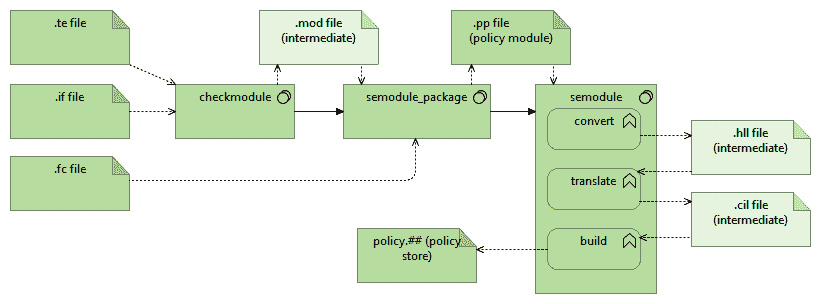 .te file
.mod file
(intermediate)
.pp file
(policy module)
.if file
checkmodule
semodule_package
semodule
convert
.hll file
(intermediate)
.fc file
translate
.cil file
(intermediate)
policy.## (policy
store)
build